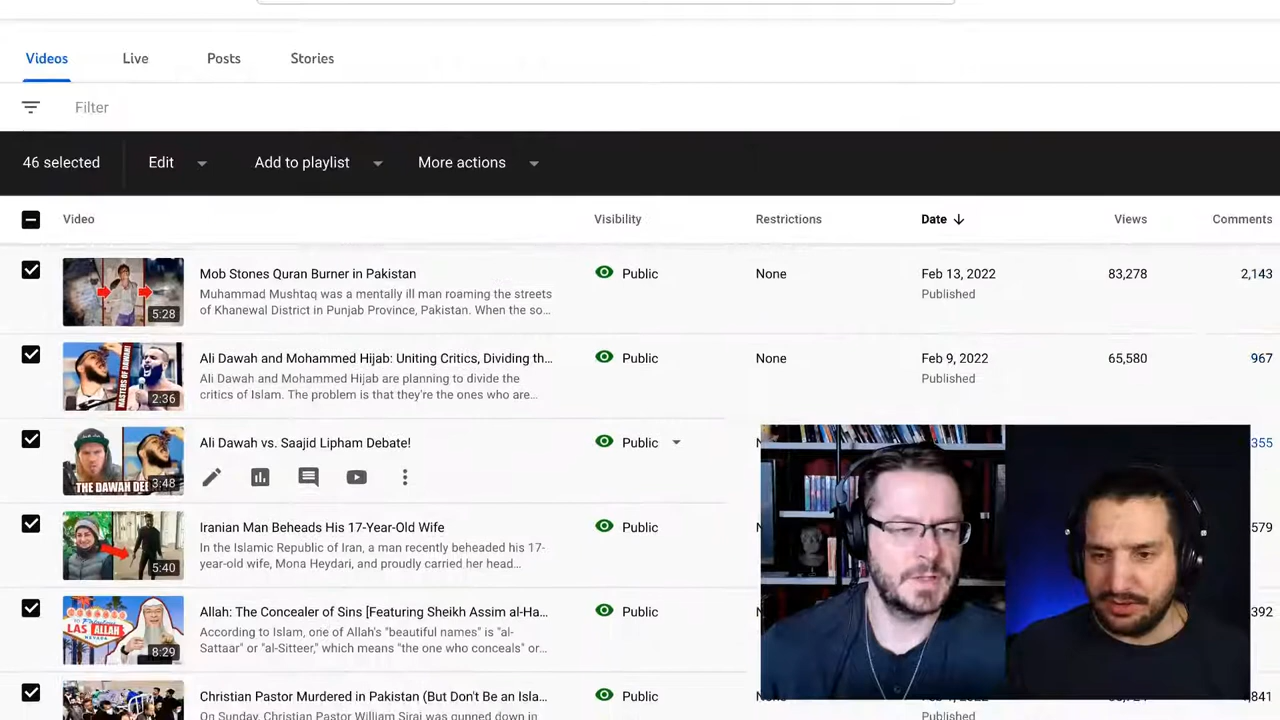 Videos Live Posts Stories
Filter
46 selected Edit Add to playlist More actions
Video Visibility Restrictions Date Views Comments
Mob Stones Quran Burner in Pakistan Public None Feb 13, 2022 83,278 2,143
Muhammad Mushtaq was a mentally ill man roaming the streets Published
of Khanewal District in Punjab Province, Pakistan. When the so...
5:28
Ali Dawah and Mohammed Hijab: Uniting Critics, Dividing th... Public None Feb 9, 2022 65,580 967
Ali Dawah and Mohammed Hijab are planning to divide the Published
critics of Islam. The problem is that they're the ones who are...
MASTERS OF DAWAH!
2:36
Ali Dawah vs. Saajid Lipham Debate! Public 355
THE DAWAH DE
3:48
Iranian Man Beheads His 17-Year-Old Wife Public 579
In the Islamic Republic of Iran, a man recently beheaded his 17-
year-old wife, Mona Heydari, and proudly carried her head...
5:40
Allah: The Concealer of Sins [Featuring Sheikh Assim al-Ha... Public 392
According to Islam, one of Allah's "beautiful names" is "al-
Sattaar" or "al-Sitteer," which means "the one who conceals" or...
LAS ALLAH
NEVADA
8:29
Christian Pastor Murdered in Pakistan (But Don't Be an Isla... Public 841
On Sunday, Christian Pastor William Siraj was gunned down in Published